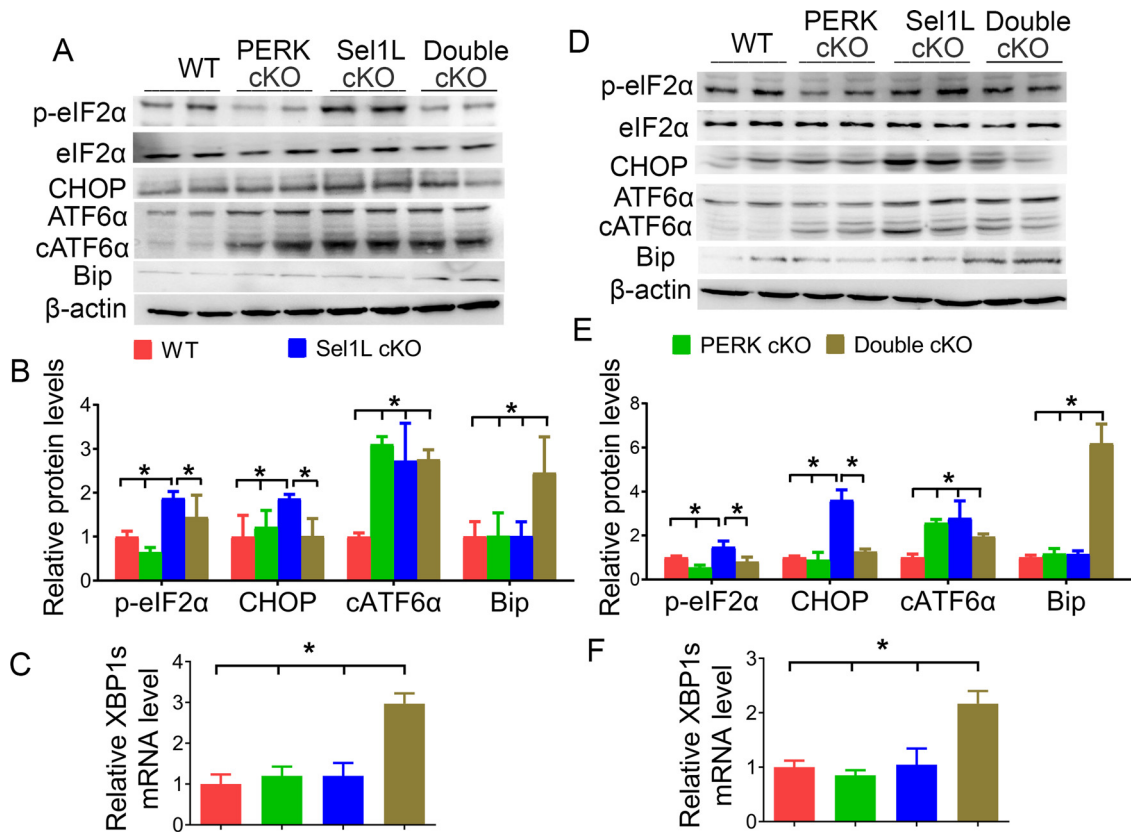 A
WT
PERK
cKO
Sel1L
cKO
Double
cKO
p-eIF2α
eIF2α
CHOP
ATF6α
cATF6α
Bip
β-actin
D
WT
PERK
cKO
Sel1L
cKO
Double
cKO
p-eIF2α
eIF2α
CHOP
ATF6α
cATF6α
Bip
β-actin
WT
Sel1L cKO
PERK cKO
Double cKO
B
Relative protein levels
4
3
2
1
0
* * * * * *
p-eIF2α CHOP cATF6α Bip
E
Relative protein levels
8
6
4
2
0
* * * * * *
p-eIF2α CHOP cATF6α Bip
C
Relative XBP1s
mRNA level
4
3
2
1
0
*
F
Relative XBP1s
mRNA level
3
2
1
0
*